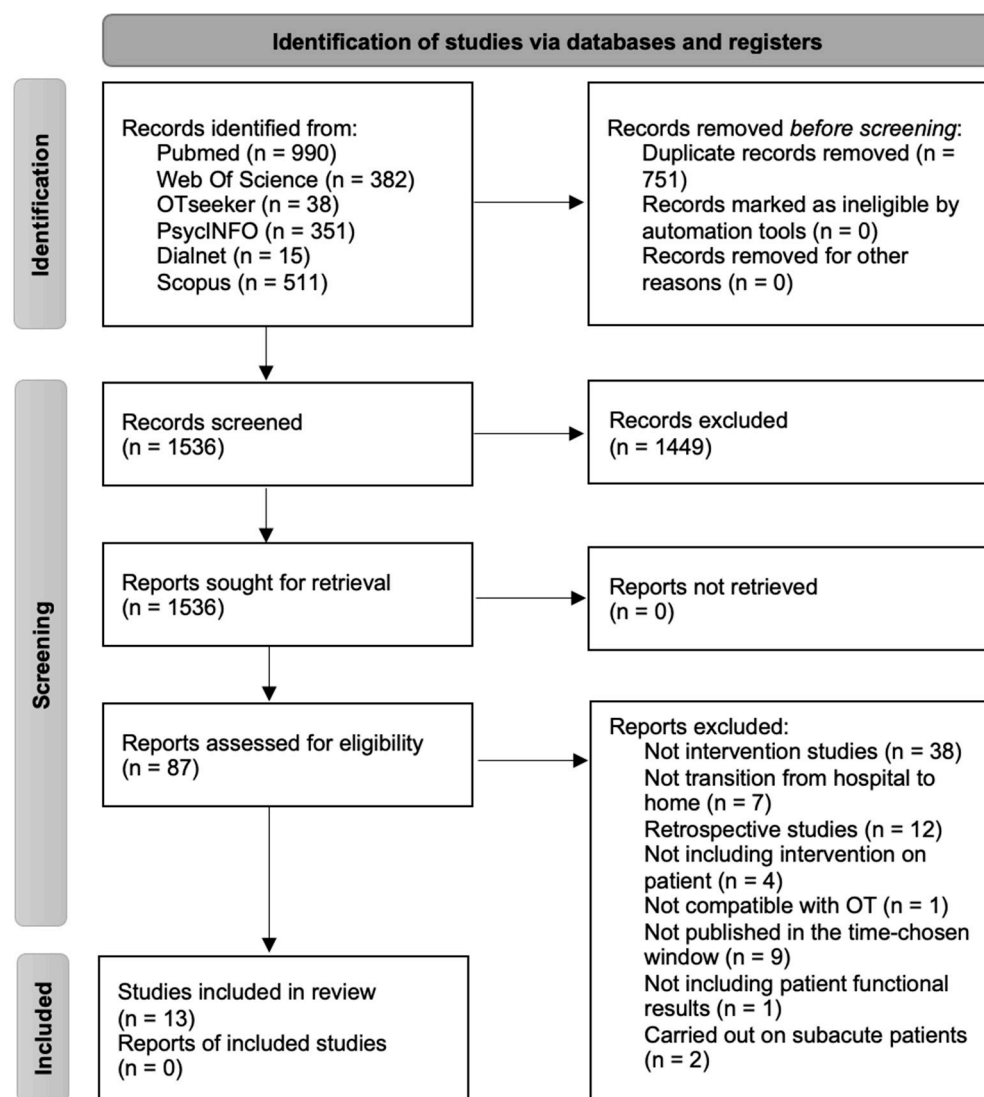 Identification of studies via databases and registers
Identification
Records identified from:
Pubmed (n = 990)
Web Of Science (n = 382)
OTseeker (n = 38)
PsycINFO (n = 351)
Dialnet (n = 15)
Scopus (n = 511)
Records removed before screening:
Duplicate records removed (n =
751)
Records marked as ineligible by
automation tools (n = 0)
Records removed for other
reasons (n = 0)
Screening
Records screened
(n = 1536)
Records excluded
(n = 1449)
Reports sought for retrieval
(n = 1536)
Reports not retrieved
(n = 0)
Reports assessed for eligibility
(n = 87)
Reports excluded:
Not intervention studies (n = 38)
Not transition from hospital to
home (n = 7)
Retrospective studies (n = 12)
Not including intervention on
patient (n = 4)
Not compatible with OT (n = 1)
Not published in the time-chosen
window (n = 9)
Not including patient functional
results (n = 1)
Carried out on subacute patients
(n = 2)
Included
Studies included in review
(n = 13)
Reports of included studies
(n = 0)